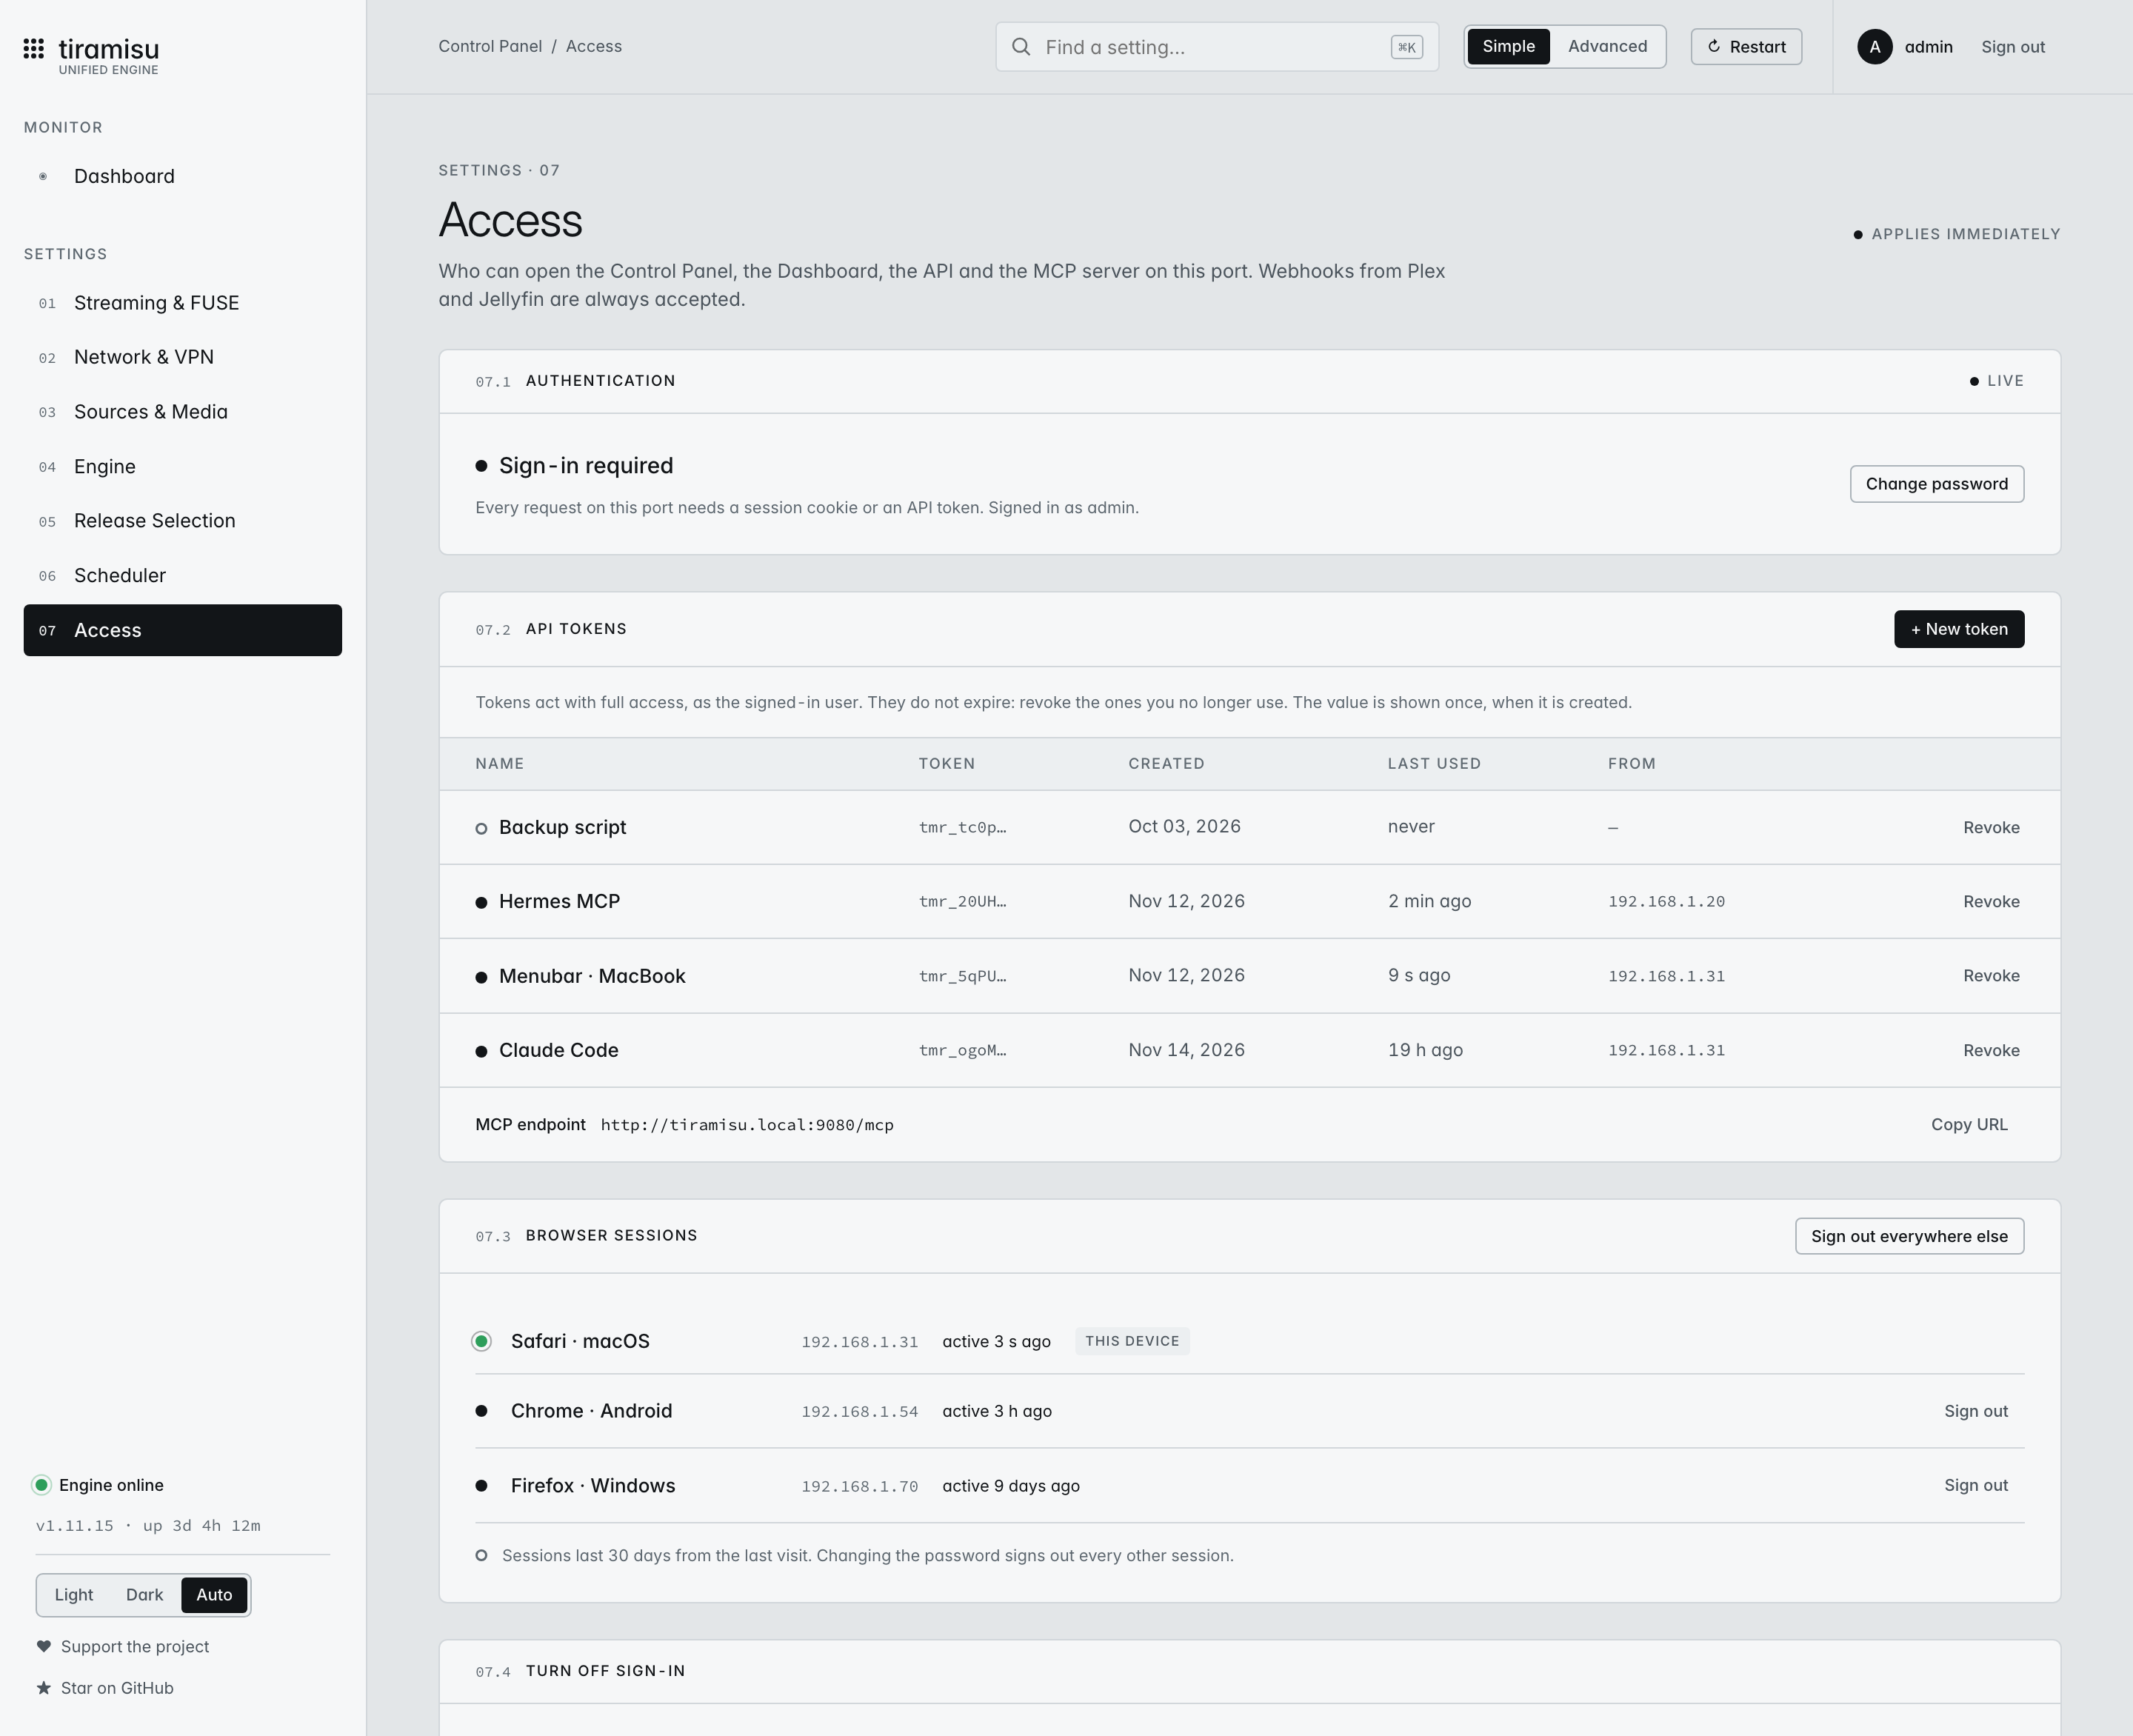 tiramisu
UNIFIED ENGINE
MONITOR
Dashboard
SETTINGS
01 Streaming & FUSE
02 Network & VPN
03 Sources & Media
04 Engine
05 Release Selection
06 Scheduler
07 Access
Engine online
v1.11.15 · up 3d 4h 12m
Light Dark Auto
♥ Support the project
★ Star on GitHub
Control Panel / Access
Find a setting... ⌘K
Simple Advanced
↻ Restart
A admin Sign out
SETTINGS · 07
Access
APPLIES IMMEDIATELY
Who can open the Control Panel, the Dashboard, the API and the MCP server on this port. Webhooks from Plex
and Jellyfin are always accepted.
07.1 AUTHENTICATION LIVE
Sign-in required
Every request on this port needs a session cookie or an API token. Signed in as admin.
Change password
07.2 API TOKENS + New token
Tokens act with full access, as the signed-in user. They do not expire: revoke the ones you no longer use. The value is shown once, when it is created.
NAME TOKEN CREATED LAST USED FROM
Backup script tmr_tc0p… Oct 03, 2026 never – Revoke
Hermes MCP tmr_20UH… Nov 12, 2026 2 min ago 192.168.1.20 Revoke
Menubar · MacBook tmr_5qPU… Nov 12, 2026 9 s ago 192.168.1.31 Revoke
Claude Code tmr_ogoM… Nov 14, 2026 19 h ago 192.168.1.31 Revoke
MCP endpoint http://tiramisu.local:9080/mcp Copy URL
07.3 BROWSER SESSIONS Sign out everywhere else
Safari · macOS 192.168.1.31 active 3 s ago THIS DEVICE
Chrome · Android 192.168.1.54 active 3 h ago Sign out
Firefox · Windows 192.168.1.70 active 9 days ago Sign out
Sessions last 30 days from the last visit. Changing the password signs out every other session.
07.4 TURN OFF SIGN-IN